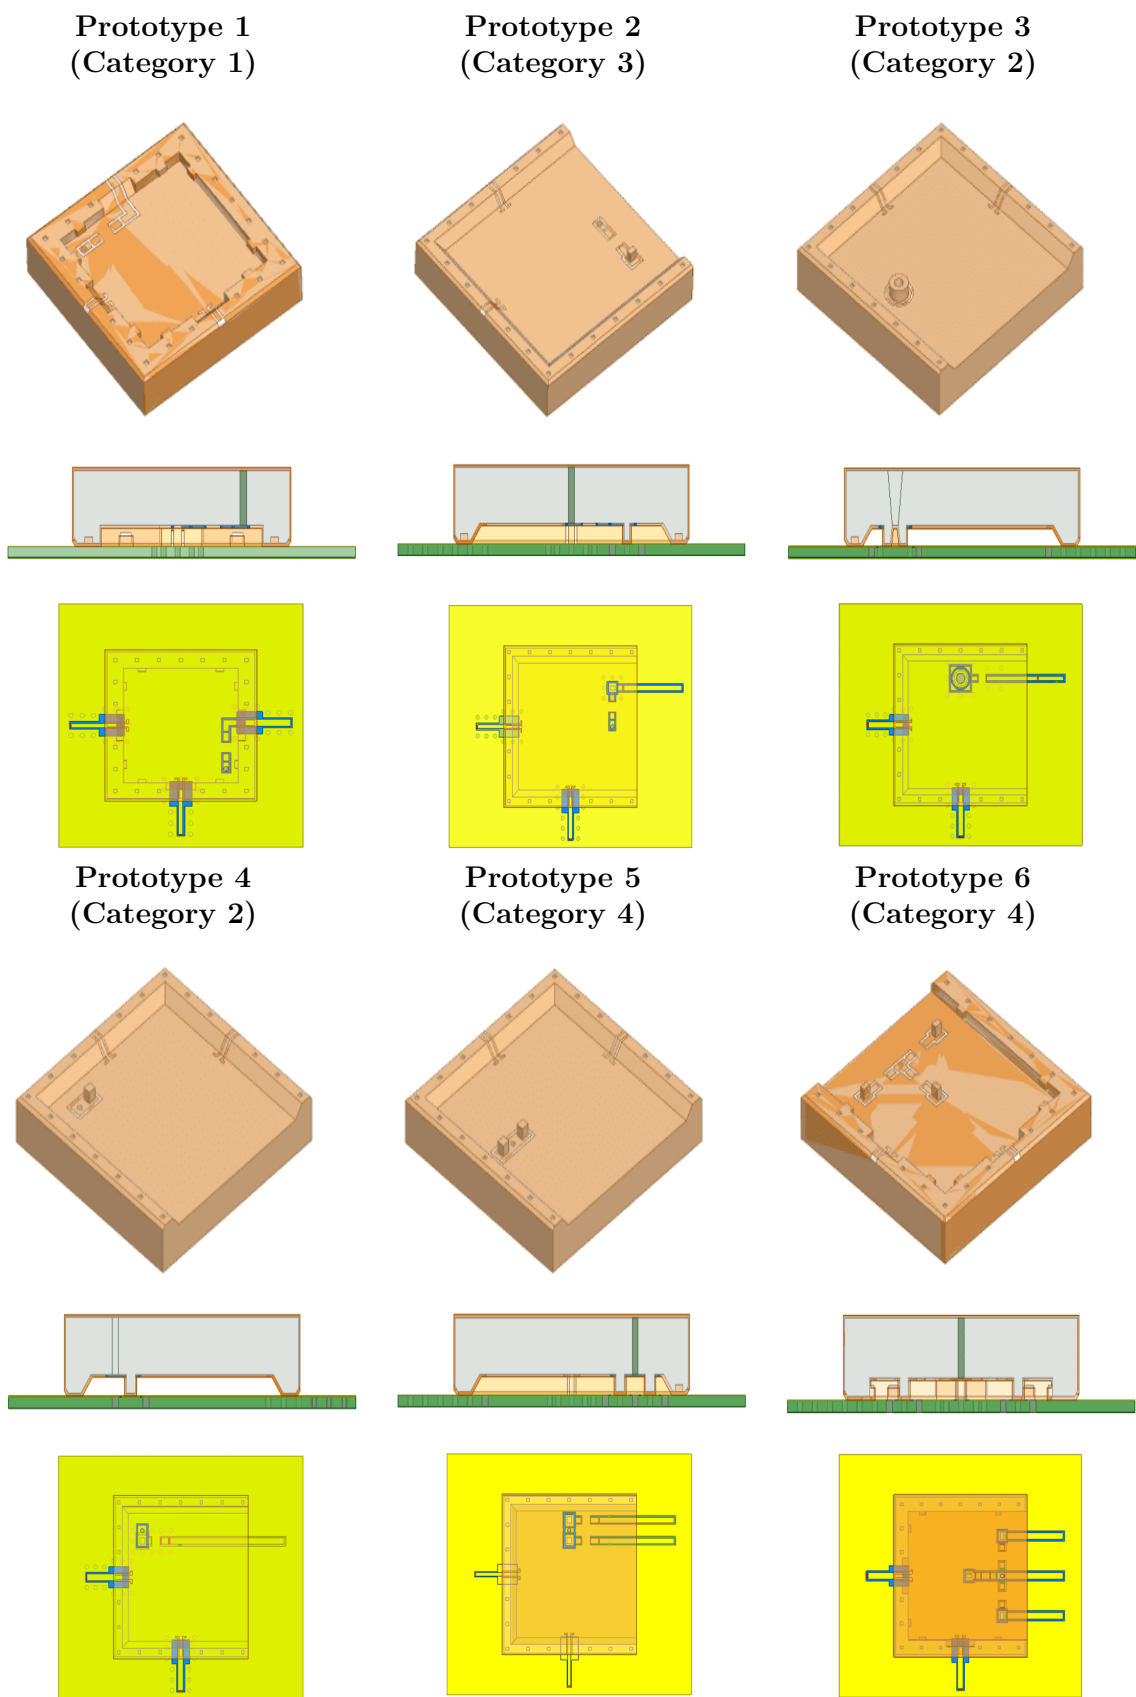 Prototype 1
(Category 1)
Prototype 2
(Category 3)
Prototype 3
(Category 2)
Prototype 4
(Category 2)
Prototype 5
(Category 4)
Prototype 6
(Category 4)